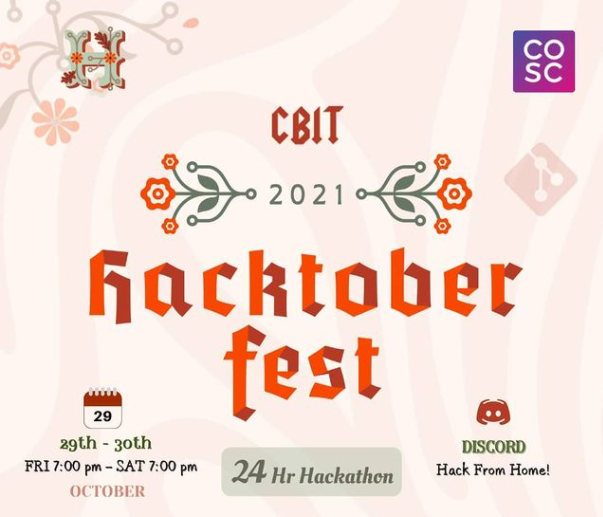 H
CO
SC
CBIT
2021
hacktober
fest
29
29th - 30th
FRI 7:00 pm – SAT 7:00 pm
OCTOBER
24 Hr Hackathon
DISCORD
Hack From Home!